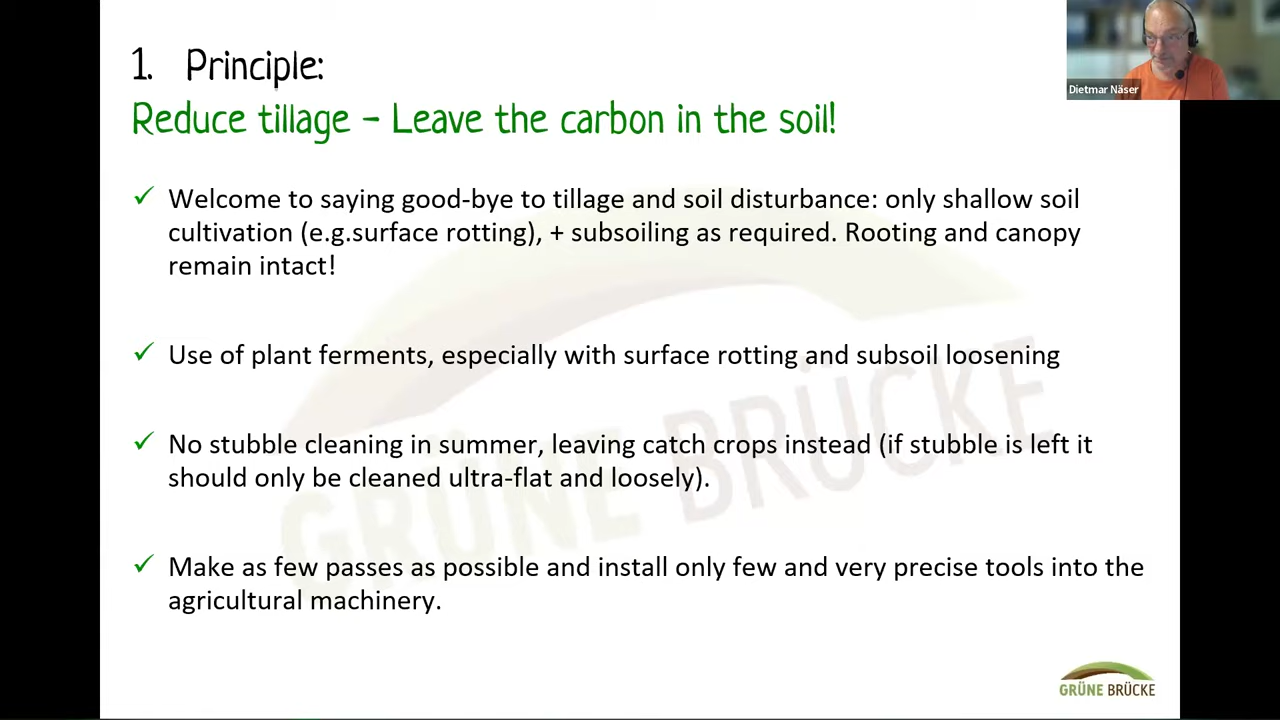 1. Principle:
Reduce tillage – Leave the carbon in the soil!
Dietmar Näser
✓ Welcome to saying good-bye to tillage and soil disturbance: only shallow soil
cultivation (e.g.surface rotting), + subsoiling as required. Rooting and canopy
remain intact!
✓ Use of plant ferments, especially with surface rotting and subsoil loosening
✓ No stubble cleaning in summer, leaving catch crops instead (if stubble is left it
should only be cleaned ultra-flat and loosely).
✓ Make as few passes as possible and install only few and very precise tools into the
agricultural machinery.
GRÜNE BRÜCKE
GRÜNE BRÜCKE